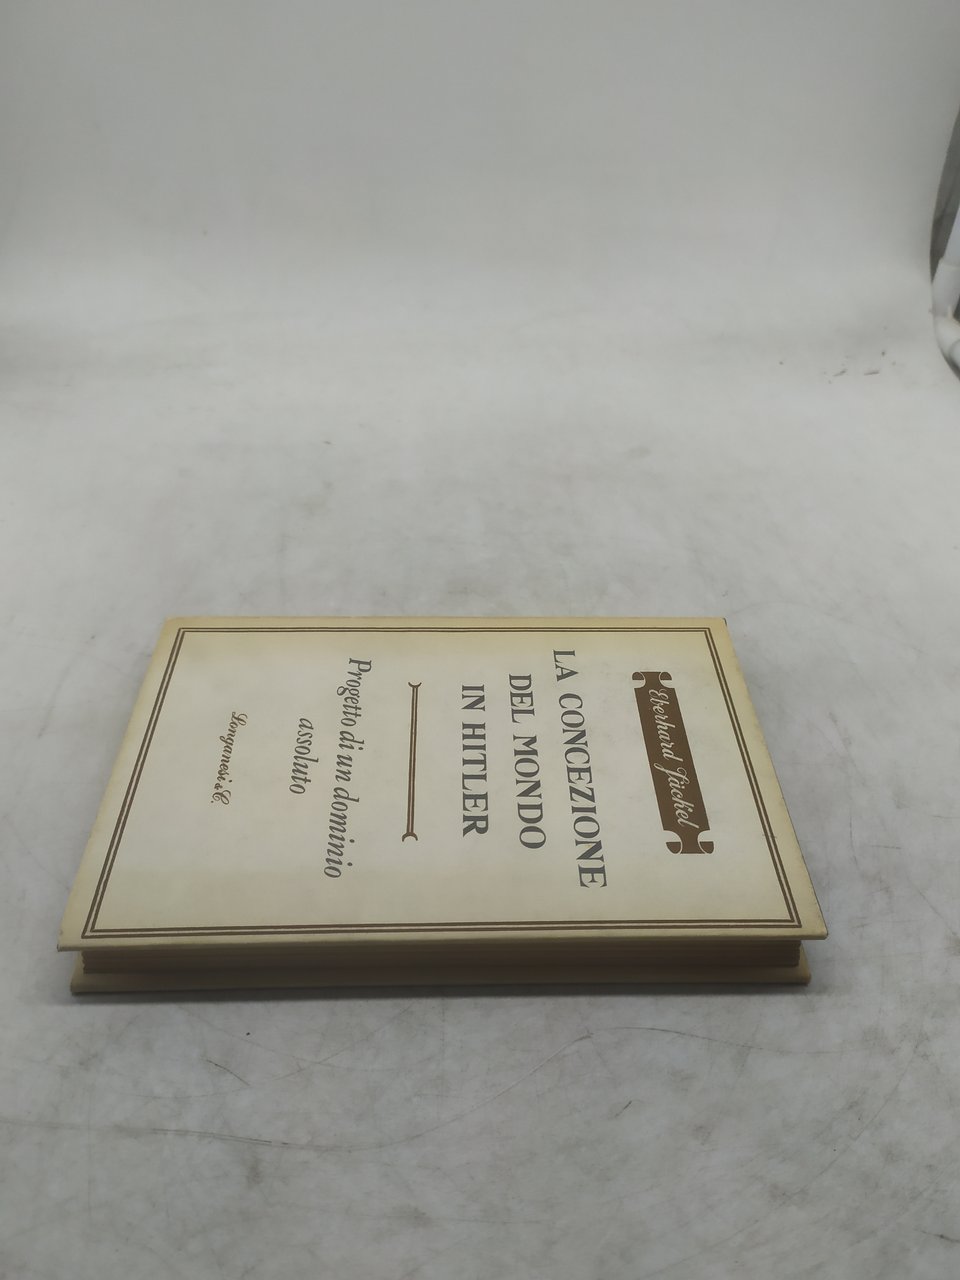 Eberhard Jäckel
LA CONCEZIONE
DEL MONDO
IN HITLER
Progetto di un dominio
assoluto
Longanesi & C.